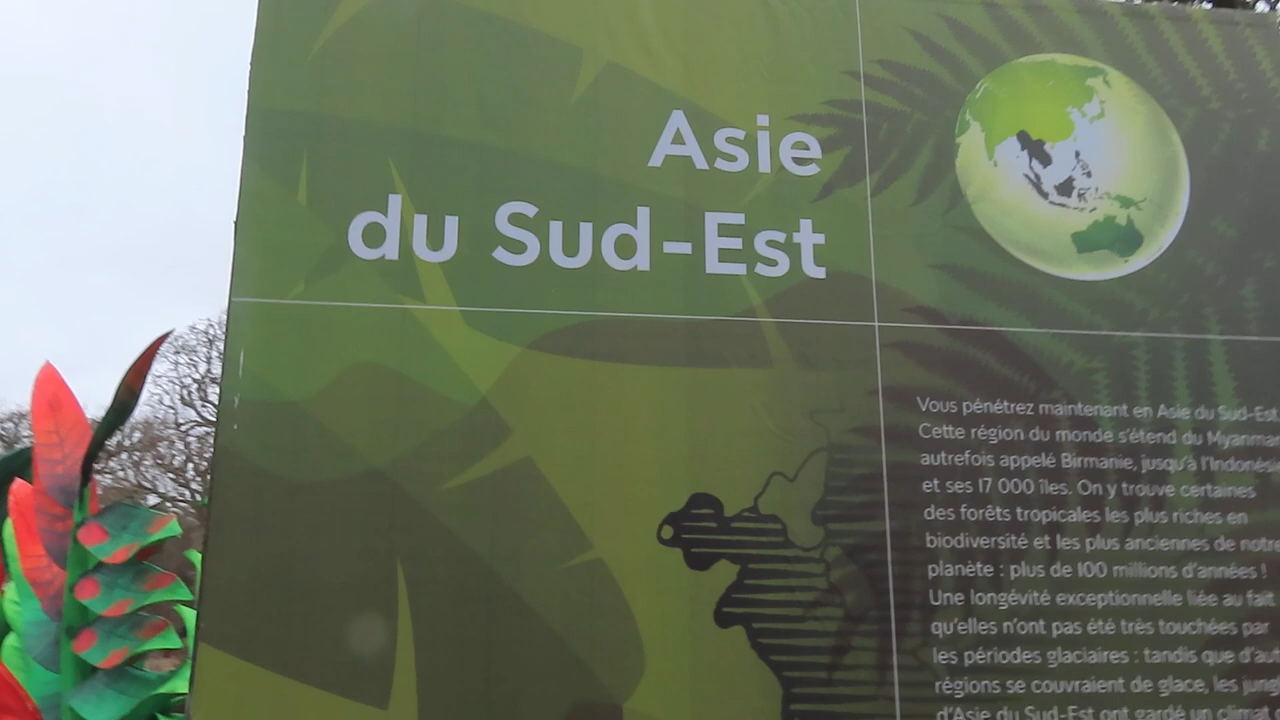 Asie
du Sud-Est
Vous pénétrez maintenant en Asie du Sud-Est.
Cette région du monde s'étend du Myanmar
autrefois appelé Birmanie, jusqu'à l'Indonésie
et ses 17 000 îles. On y trouve certaines
des forêts tropicales les plus riches en
biodiversité et les plus anciennes de notre
planète : plus de 100 millions d'années !
Une longévité exceptionnelle liée au fait
qu'elles n'ont pas été très touchées par
les périodes glaciaires : tandis que
régions se couvraient de glace, les
d'Asie du Sud-Est ont gardé un climat